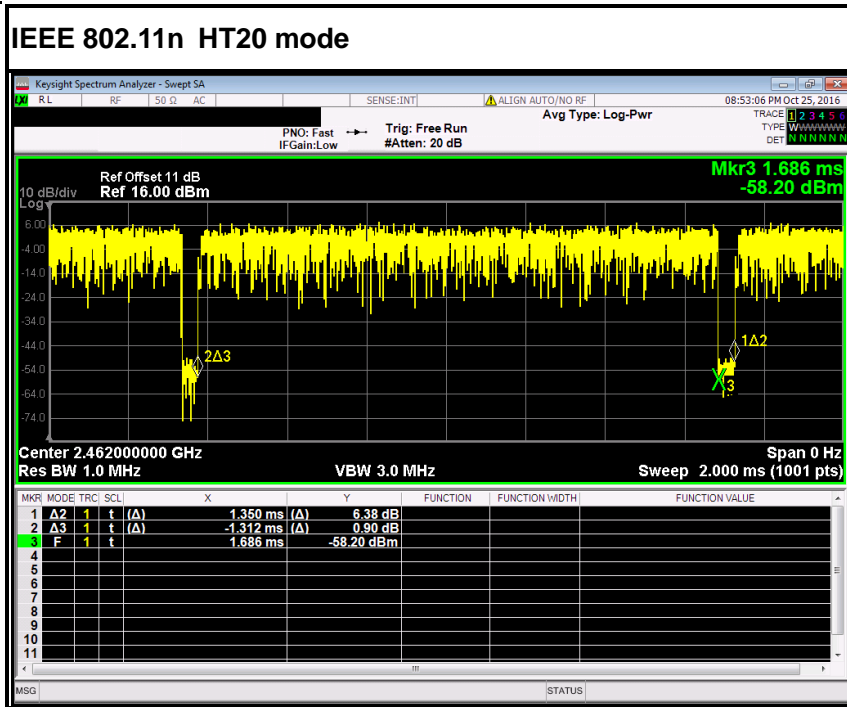 IEEE 802.11n HT20 mode
Keysight Spectrum Analyzer - Swept SA
LXI RL RF 50 Ω AC SENSE:INT ALIGN AUTO/NO RF 08:53:06 PM Oct 25, 2016
Avg Type: Log-Pwr TRACE 1 2 3 4 5 6
PNO: Fast Trig: Free Run TYPE WWWWWW
IFGain:Low #Atten: 20 dB DET N N N N N N
Mkr3 1.686 ms
Ref Offset 11 dB
10 dB/div Ref 16.00 dBm -58.20 dBm
Log
6.00
-4.00
-14.0
-24.0
-34.0
-44.0
1Δ2
2Δ3
-54.0
3
-64.0
-74.0
Center 2.462000000 GHz Span 0 Hz
Res BW 1.0 MHz VBW 3.0 MHz Sweep 2.000 ms (1001 pts)
MKR MODE TRC SCL X Y FUNCTION FUNCTION WIDTH FUNCTION VALUE
1 Δ2 1 t (Δ) 1.350 ms (Δ) 6.38 dB
2 Δ3 1 t (Δ) -1.312 ms (Δ) 0.90 dB
3 F 1 t 1.686 ms -58.20 dBm
4
5
6
7
8
9
10
11
MSG STATUS